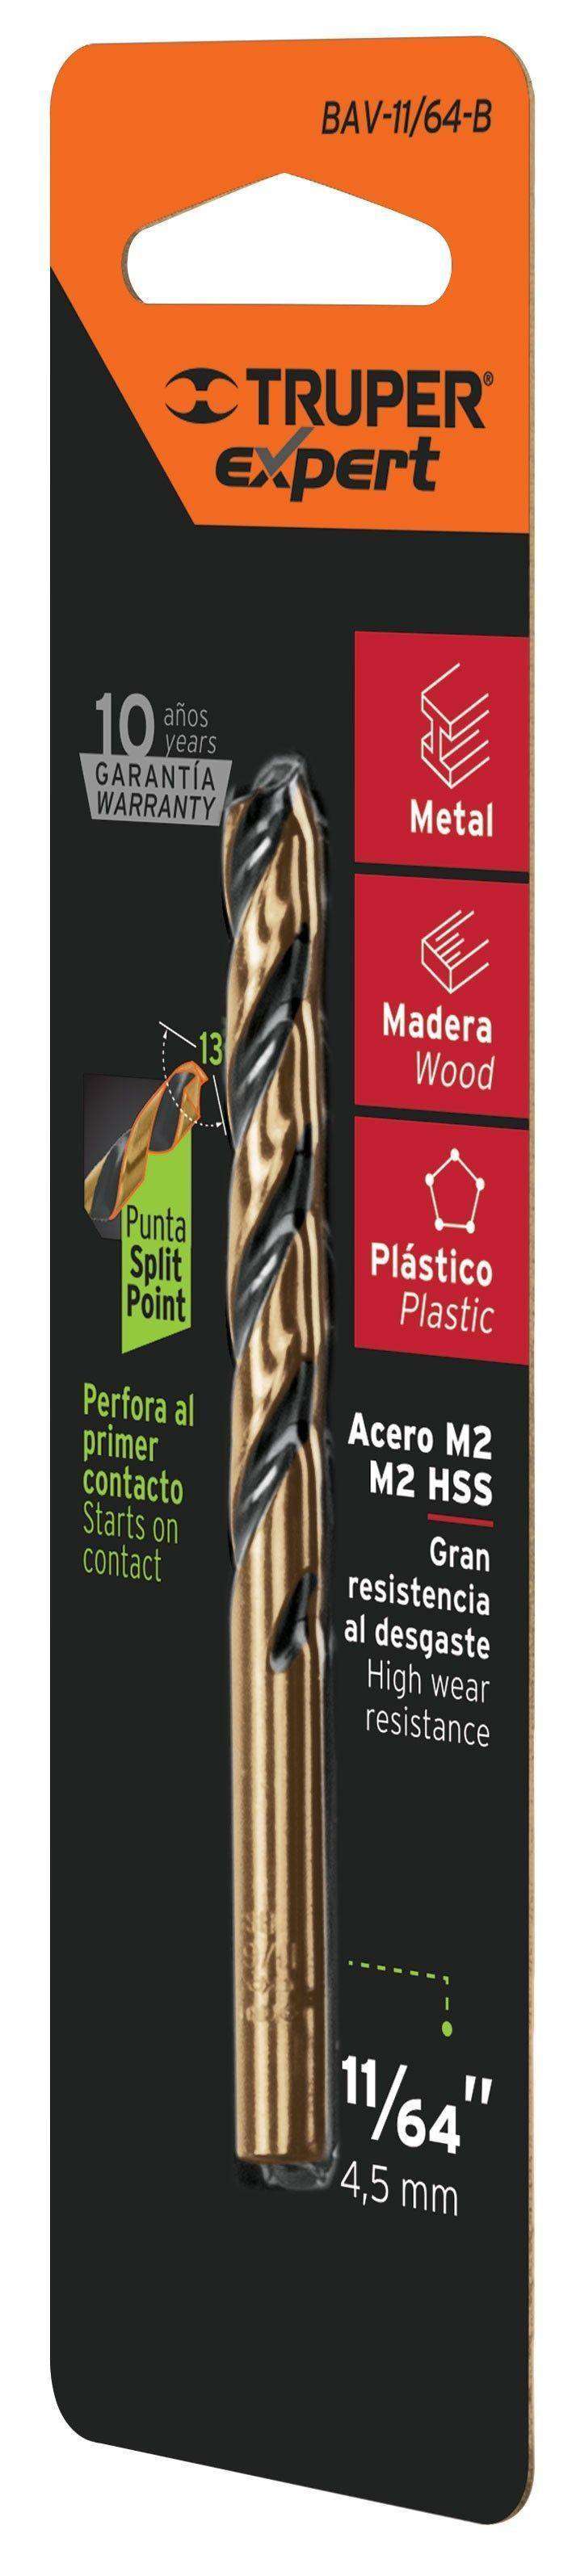 BAV-11/64-B
TRUPER®
expert
10 años
years
GARANTÍA
WARRANTY
Metal
Madera
Wood
13
Punta
Split
Point
Plástico
Plastic
Perfora al
primer
contacto
Starts on
contact
Acero M2
M2 HSS
Gran
resistencia
al desgaste
High wear
resistance
11/64"
4,5 mm